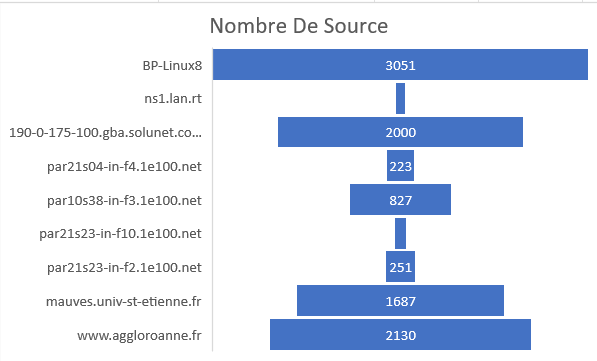 Nombre De Source
BP-Linux8 3051
ns1.lan.rt
190-0-175-100.gba.solunet.co... 2000
par21s04-in-f4.1e100.net 223
par10s38-in-f3.1e100.net 827
par21s23-in-f10.1e100.net
par21s23-in-f2.1e100.net 251
mauves.univ-st-etienne.fr 1687
www.aggloroanne.fr 2130